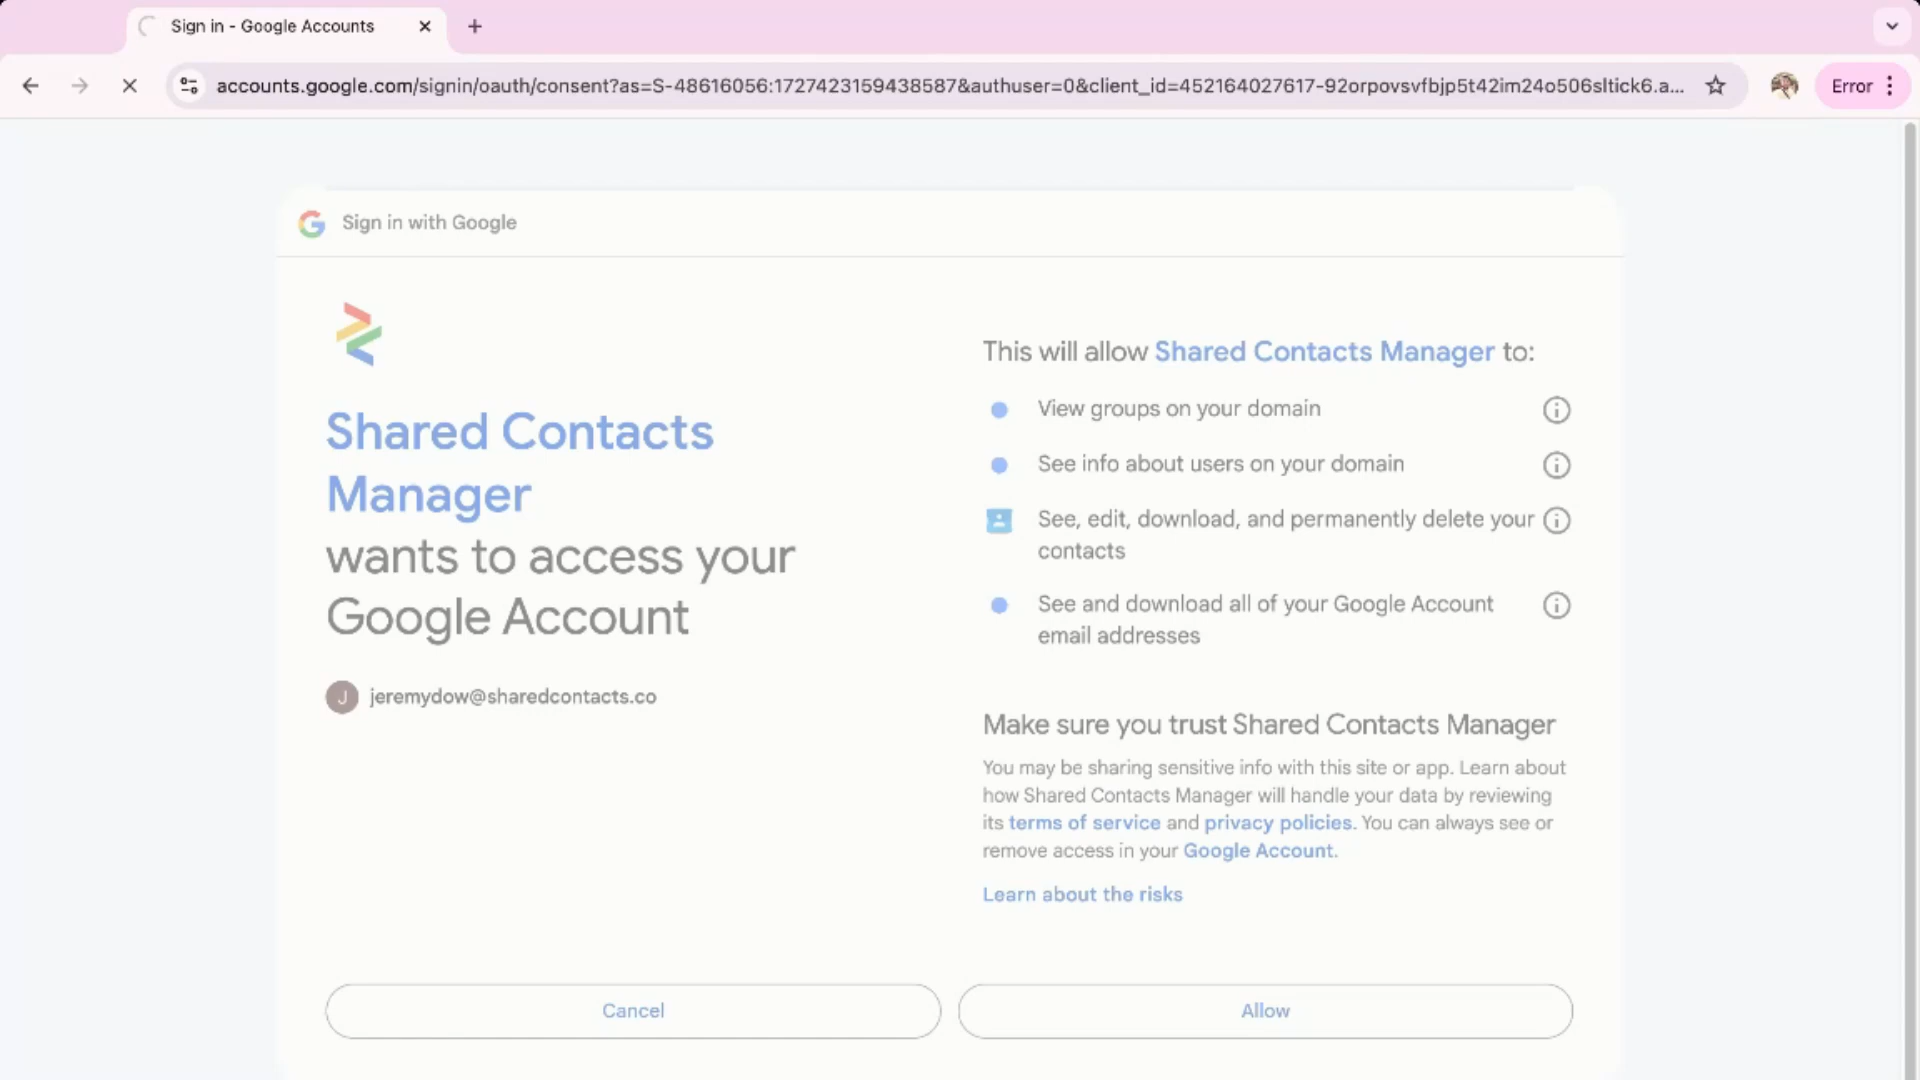 Sign in - Google Accounts
accounts.google.com/signin/oauth/consent?as=S-48616056:1727423159438587&authuser=0&client_id=452164027617-92orpovsvfbjp5t42im24o506sltick6.a...
Error
Sign in with Google
Shared Contacts
Manager
wants to access your
Google Account
J
jeremydow@sharedcontacts.co
This will allow Shared Contacts Manager to:
View groups on your domain
See info about users on your domain
See, edit, download, and permanently delete your
contacts
See and download all of your Google Account
email addresses
Make sure you trust Shared Contacts Manager
You may be sharing sensitive info with this site or app. Learn about
how Shared Contacts Manager will handle your data by reviewing
its terms of service and privacy policies. You can always see or
remove access in your Google Account.
Learn about the risks
Cancel
Allow